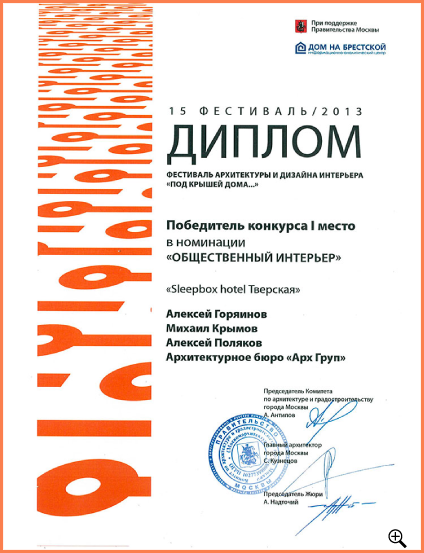 При поддержке
Правительства Москвы
ДОМ НА БРЕСТСКОЙ
15 ФЕСТИВАЛЬ/2013
ДИПЛОМ
ФЕСТИВАЛЬ АРХИТЕКТУРЫ И ДИЗАЙНА ИНТЕРЬЕРА
«ПОД КРЫШЕЙ ДОМА...»
Победитель конкурса I место
в номинации
«ОБЩЕСТВЕННЫЙ ИНТЕРЬЕР»
«Sleepbox hotel Тверская»
Алексей Горяинов
Михаил Крымов
Алексей Поляков
Архитектурное бюро «Арх Груп»
Председатель Комитета
по архитектуре и градостроительству
города Москвы
А. Антипов
Главный архитектор
города Москвы
С. Кузнецов
Председатель Жюри
А. Надточий
ПРАВИТЕЛЬСТВО
МОСКВЫ